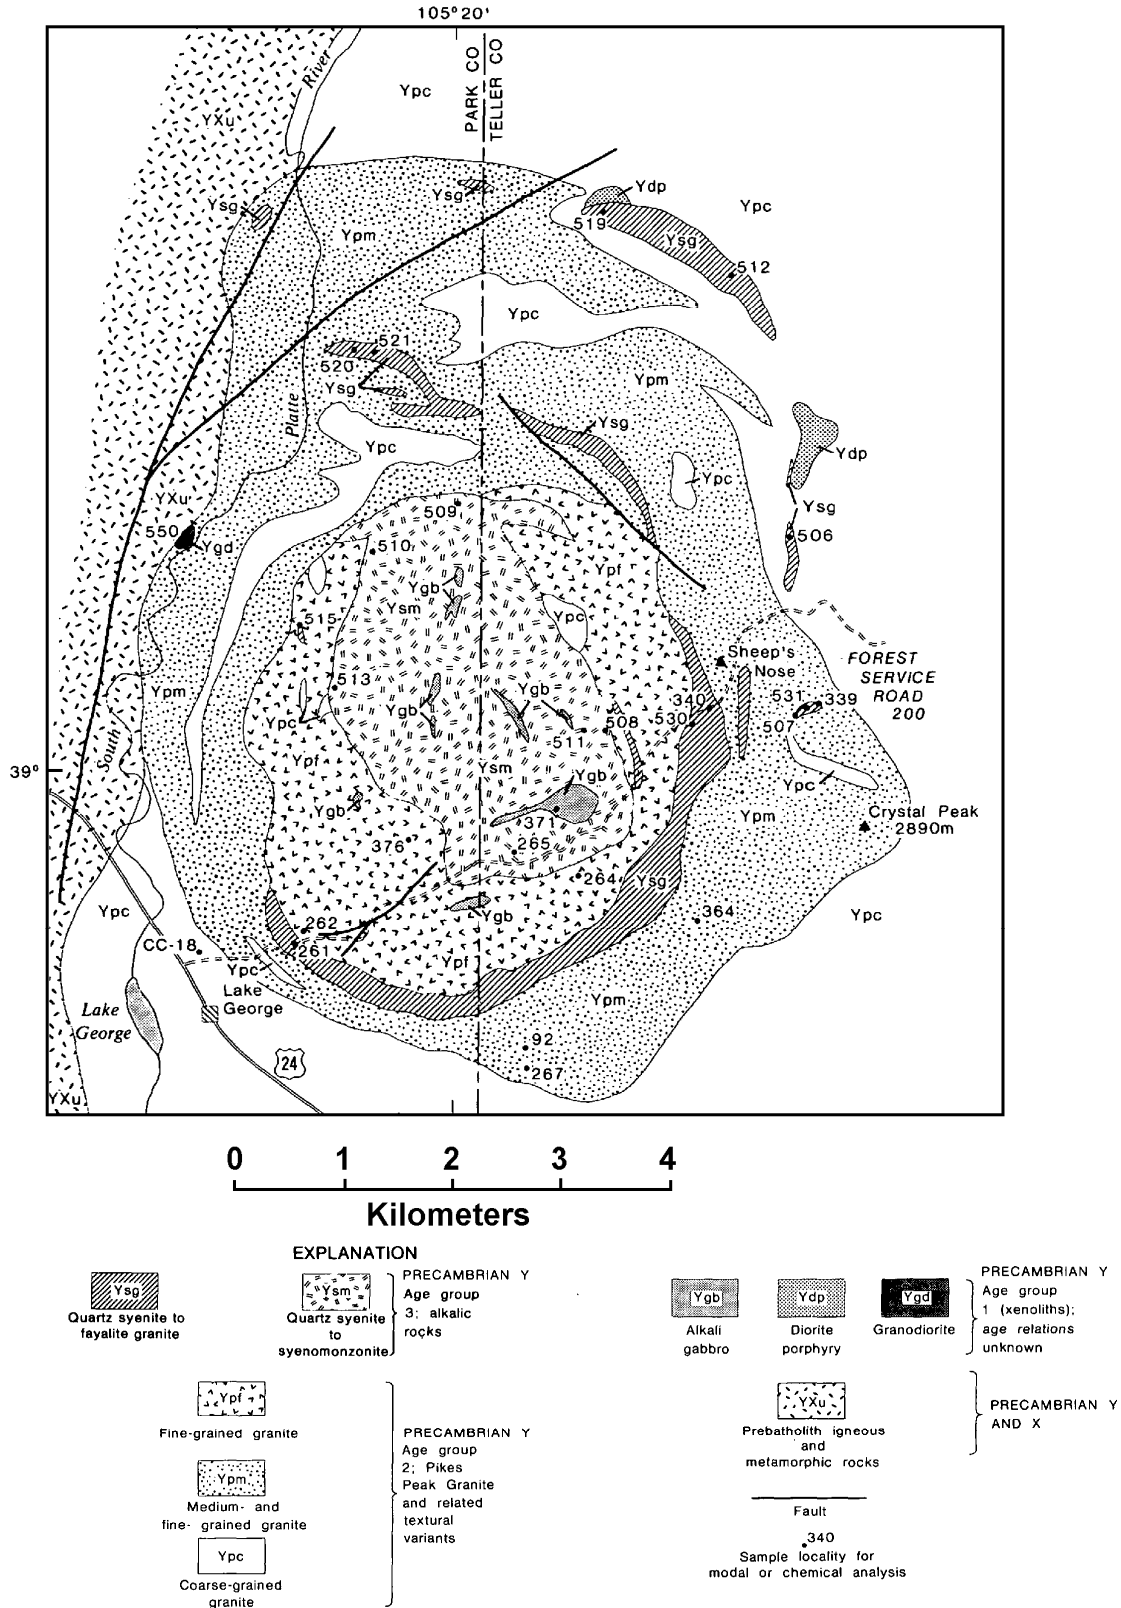 105°20'
PARK CO
TELLER CO
River
Ypc
YXu
Ysg
Ysg
Ydp
Ypc
Ypm
519
Ysg
512
Ypc
521
520
Ysg
Ypm
Platte
Ysg
Ypc
Ydp
Ypc
YXu
Ysg
550
509
506
Ygd
510
Ypf
Ygb
Ysm
Ypc
515
Sheep's
Nose
FOREST
SERVICE
ROAD
200
513
Ypm
Ygb
340
531
339
Ygb
508
530
507
Ypc
511
South
Ypf
39°
Ysm
Ygb
Ypc
Ygb
371
Ypm
Crystal Peak
2890m
376
265
264
Ysg
Ypc
Ygb
364
Ypc
262
CC-18
261
Ypf
Ypc
Lake
George
Ypm
Lake
George
92
24
267
YXu
0 1 2 3 4
Kilometers
EXPLANATION
Ysg
Quartz syenite to
fayalite granite
Ysm
Quartz syenite
to
syenomonzonite
PRECAMBRIAN Y
Age group
3; alkalic
rocks
Ygb
Alkali
gabbro
Ydp
Diorite
porphyry
Ygd
Granodiorite
PRECAMBRIAN Y
Age group
1 (xenoliths);
age relations
unknown
Ypf
Fine-grained granite
Ypm
Medium- and
fine- grained granite
Ypc
Coarse-grained
granite
PRECAMBRIAN Y
Age group
2; Pikes
Peak Granite
and related
textural
variants
YXu
Prebatholith igneous
and
metamorphic rocks
PRECAMBRIAN Y
AND X
Fault
340
Sample locality for
modal or chemical analysis